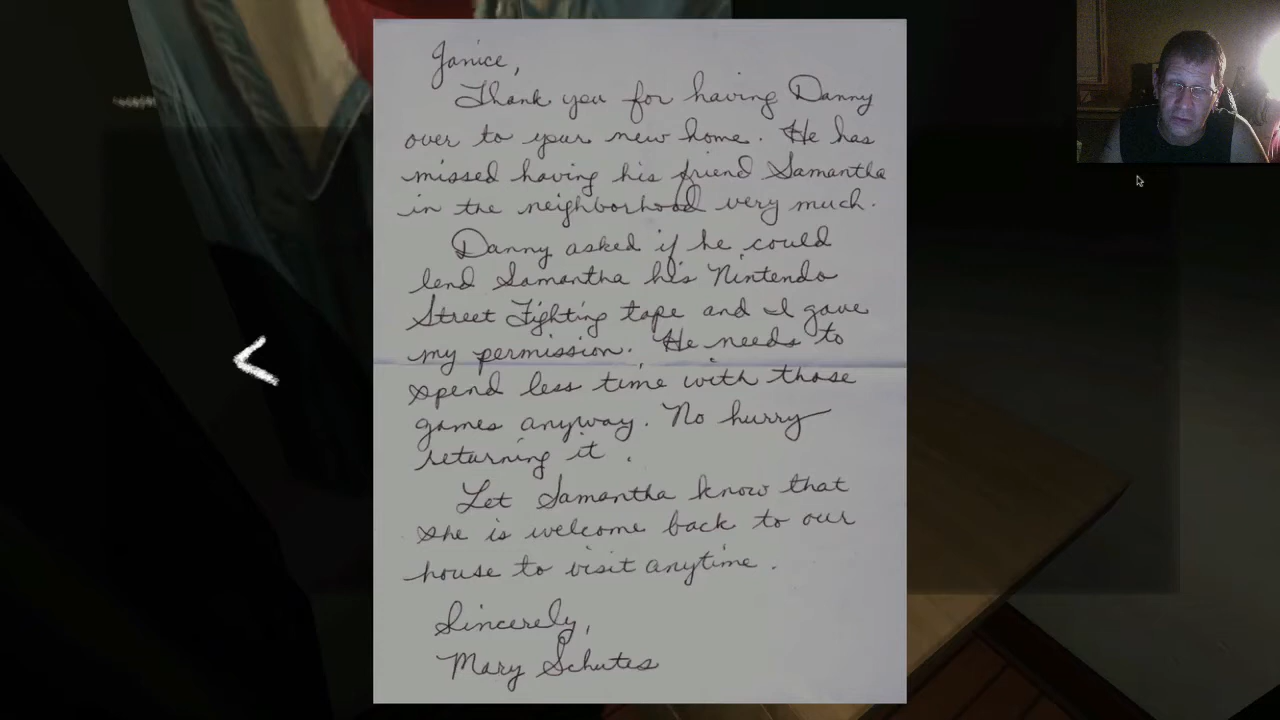 Janice,
Thank you for having Danny
over to your new home. He has
missed having his friend Samantha
in the neighborhood very much.
Danny asked if he could
lend Samantha his Nintendo
Street Fighting tape and I gave
my permission. He needs to
spend less time with those
games anyway. No hurry
returning it.
Let Samantha know that
she is welcome back to our
house to visit anytime.
Sincerely,
Mary Schutes